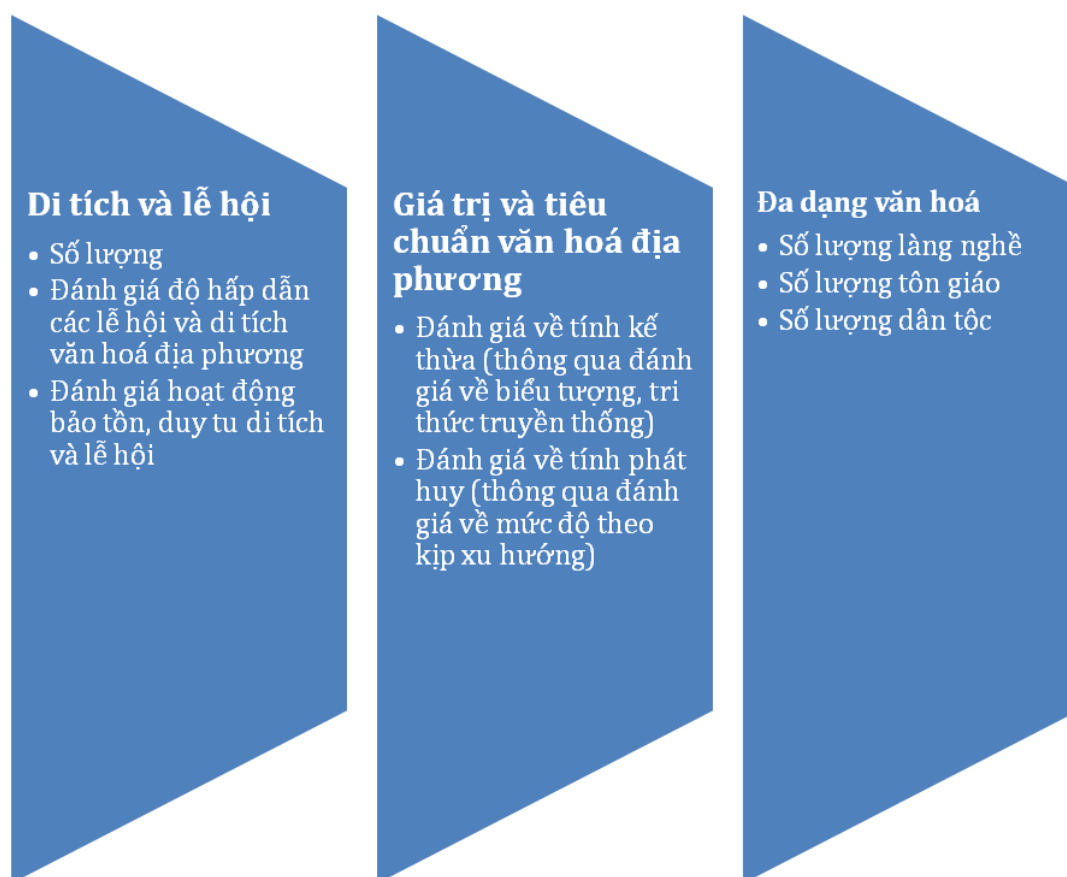 Di tích và lễ hội
• Số lượng
• Đánh giá độ hấp dẫn
các lễ hội và di tích
văn hoá địa phương
• Đánh giá hoạt động
bảo tồn, duy tu di tích
và lễ hội
Giá trị và tiêu
chuẩn văn hoá địa
phương
• Đánh giá về tính kế
thừa (thông qua đánh
giá về biểu tượng, tri
thức truyền thống)
• Đánh giá về tính phát
huy (thông qua đánh
giá về mức độ theo
kịp xu hướng)
Đa dạng văn hoá
• Số lượng làng nghề
• Số lượng tôn giáo
• Số lượng dân tộc